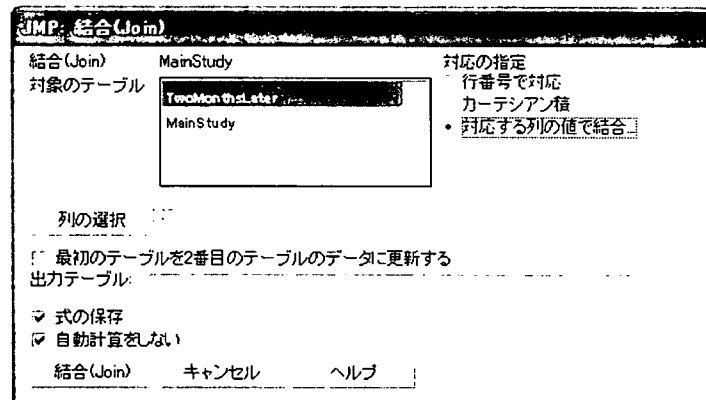 JMP: 結合(Join)
結合(Join) MainStudy
対象のテーブル
TwoMonthsLater
MainStudy
対応の指定
行番号で対応
カーテシアン積
対応する列の値で結合...
列の選択
最初のテーブルを2番目のテーブルのデータに更新する
出力テーブル:
式の保存
自動計算をしない
結合(Join) キャンセル ヘルプ